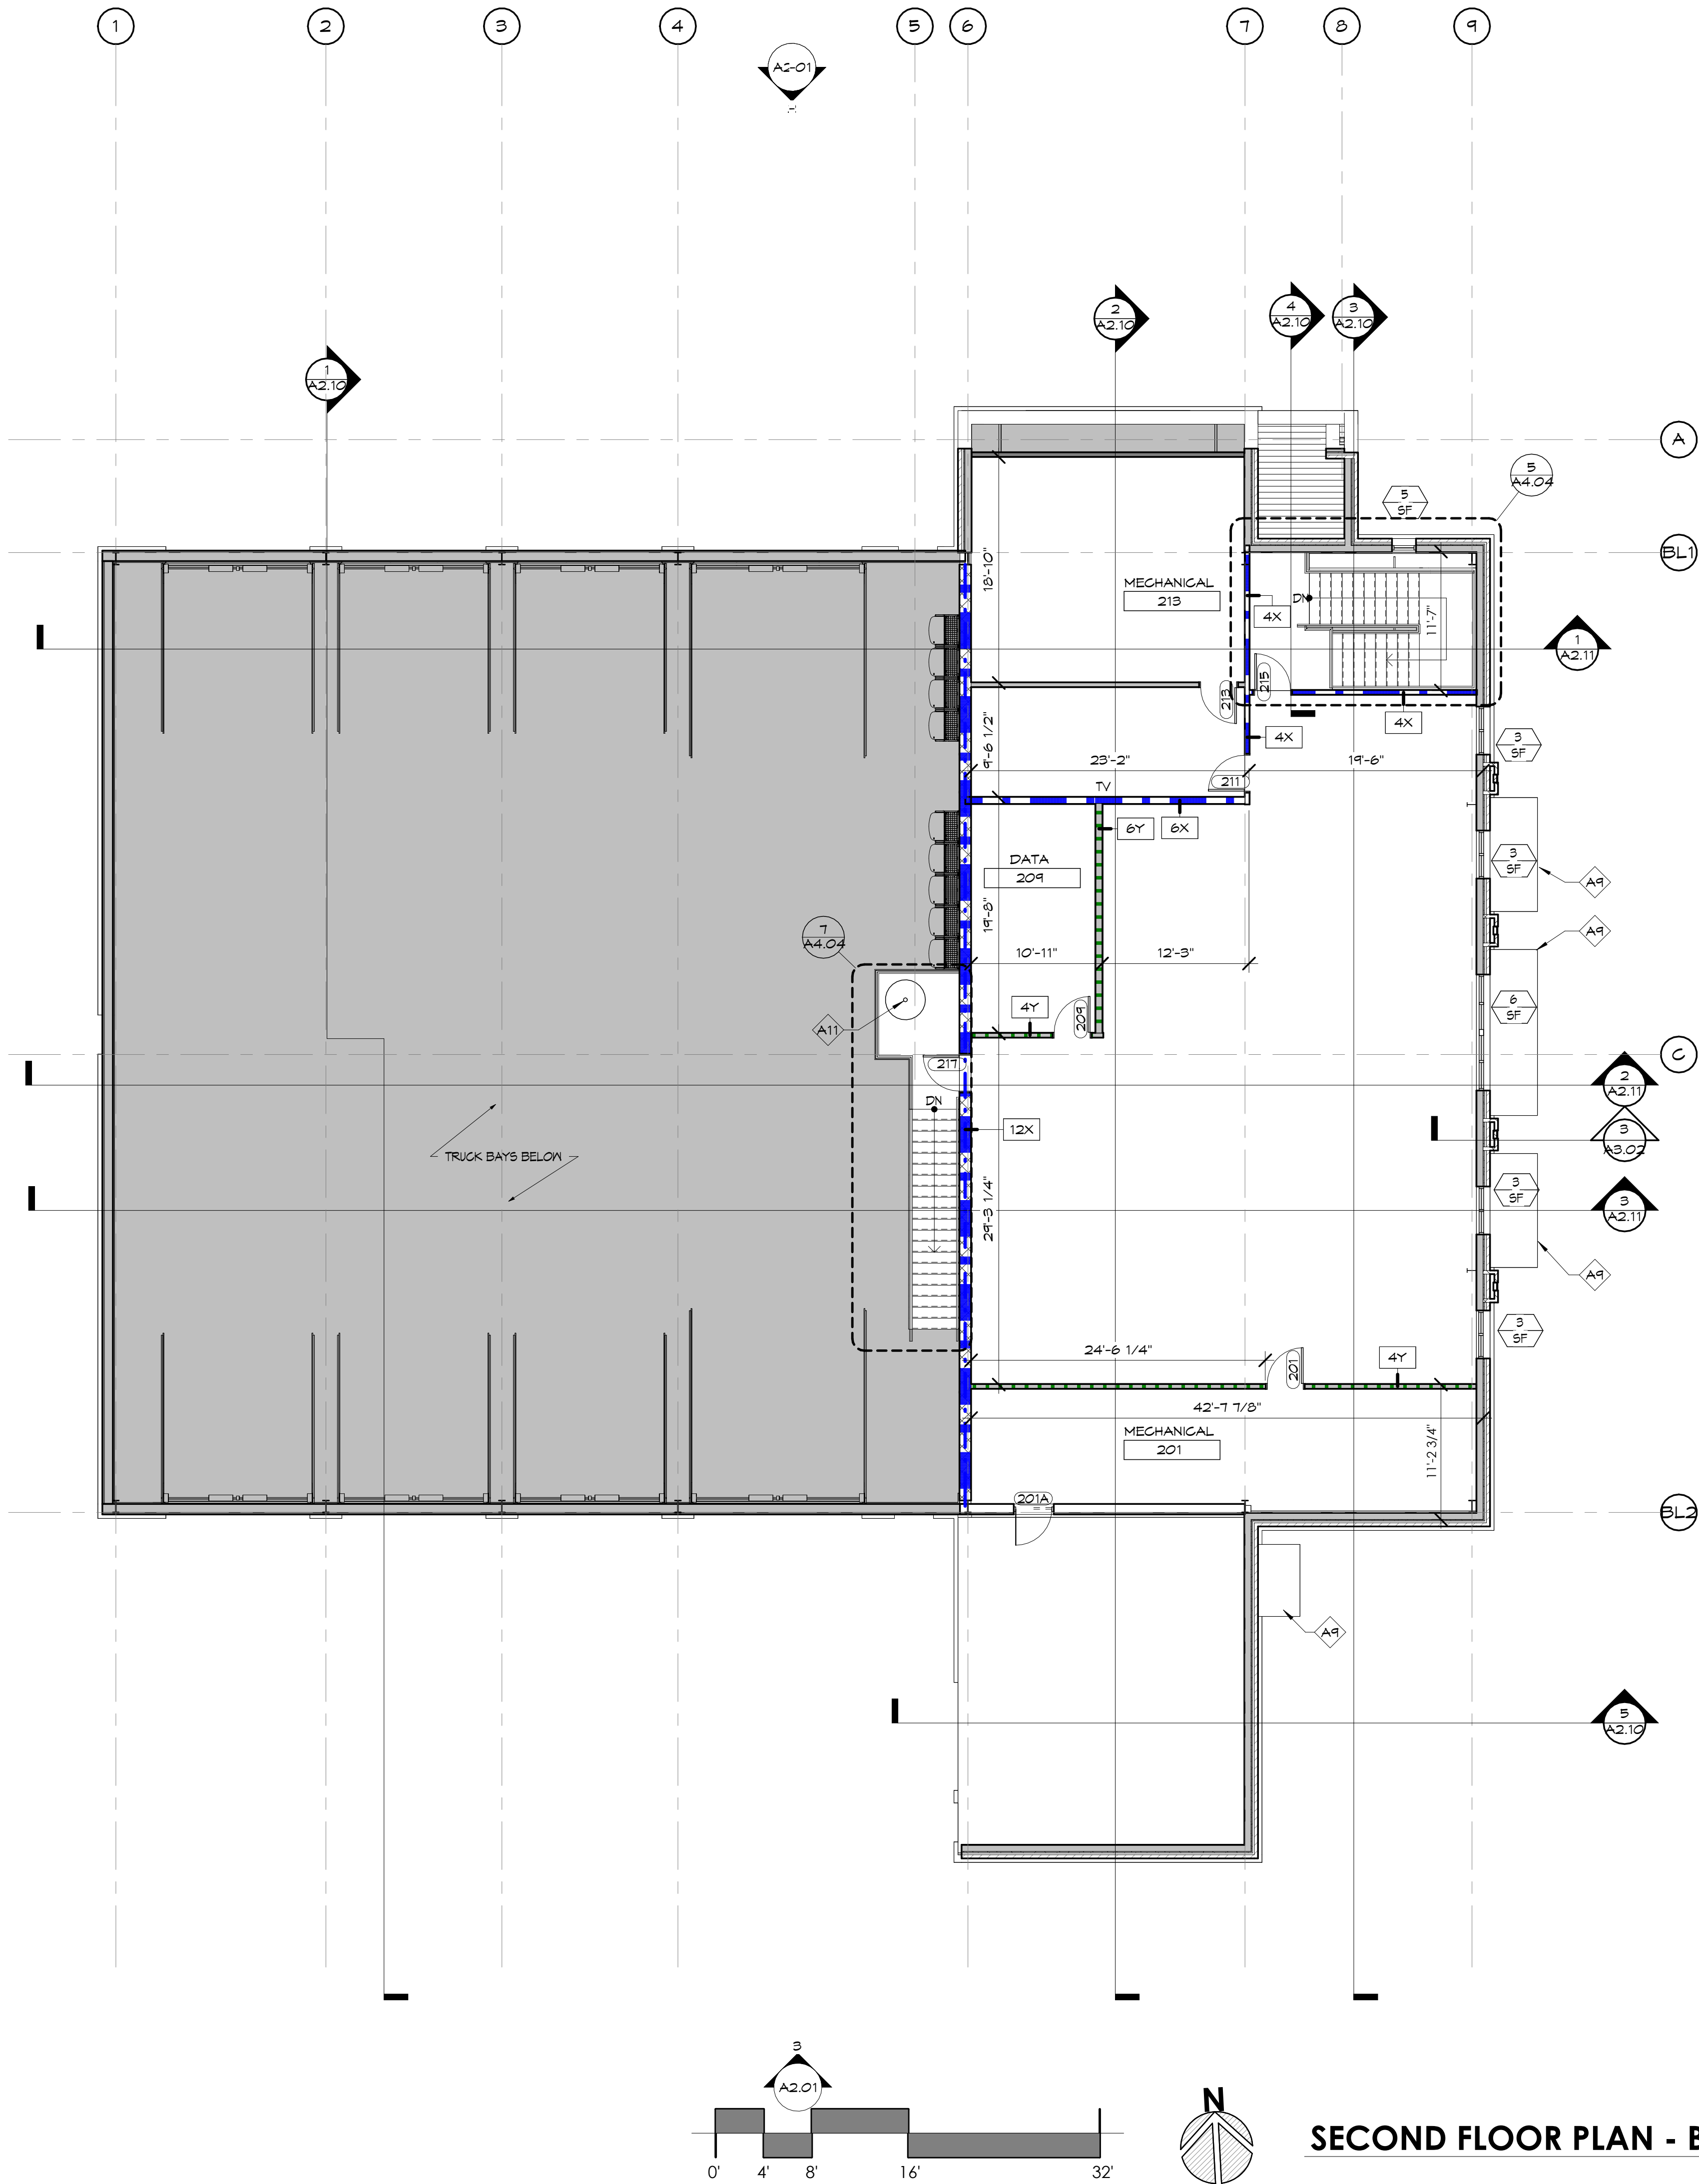 1 2 3 4 5 6 7 8 9
A2-01
2
A2.10
4
A2.10
3
A2.10
1
A2.10
A
5
A4.04
5
SF
BL1
18'-10"
MECHANICAL
213
4X
DN
11'-7"
1
A2.11
213
215
4X
4X
9'-6 1/2"
3
SF
23'-2"
19'-6"
TV
211
6Y
6X
DATA
209
3
SF
A9
19'-8"
7
A4.04
A9
10'-11"
12'-3"
A11
4Y
209
6
SF
217
C
2
A2.11
DN
12X
3
A3.02
TRUCK BAYS BELOW
3
SF
3
A2.11
29'-3 1/4"
A9
3
SF
24'-6 1/4"
201
4Y
42'-7 7/8"
MECHANICAL
201
11'-2 3/4"
201A
BL2
A9
5
A2.10
3
A2.01
N
0' 4' 8' 16' 32'
SECOND FLOOR PLAN -